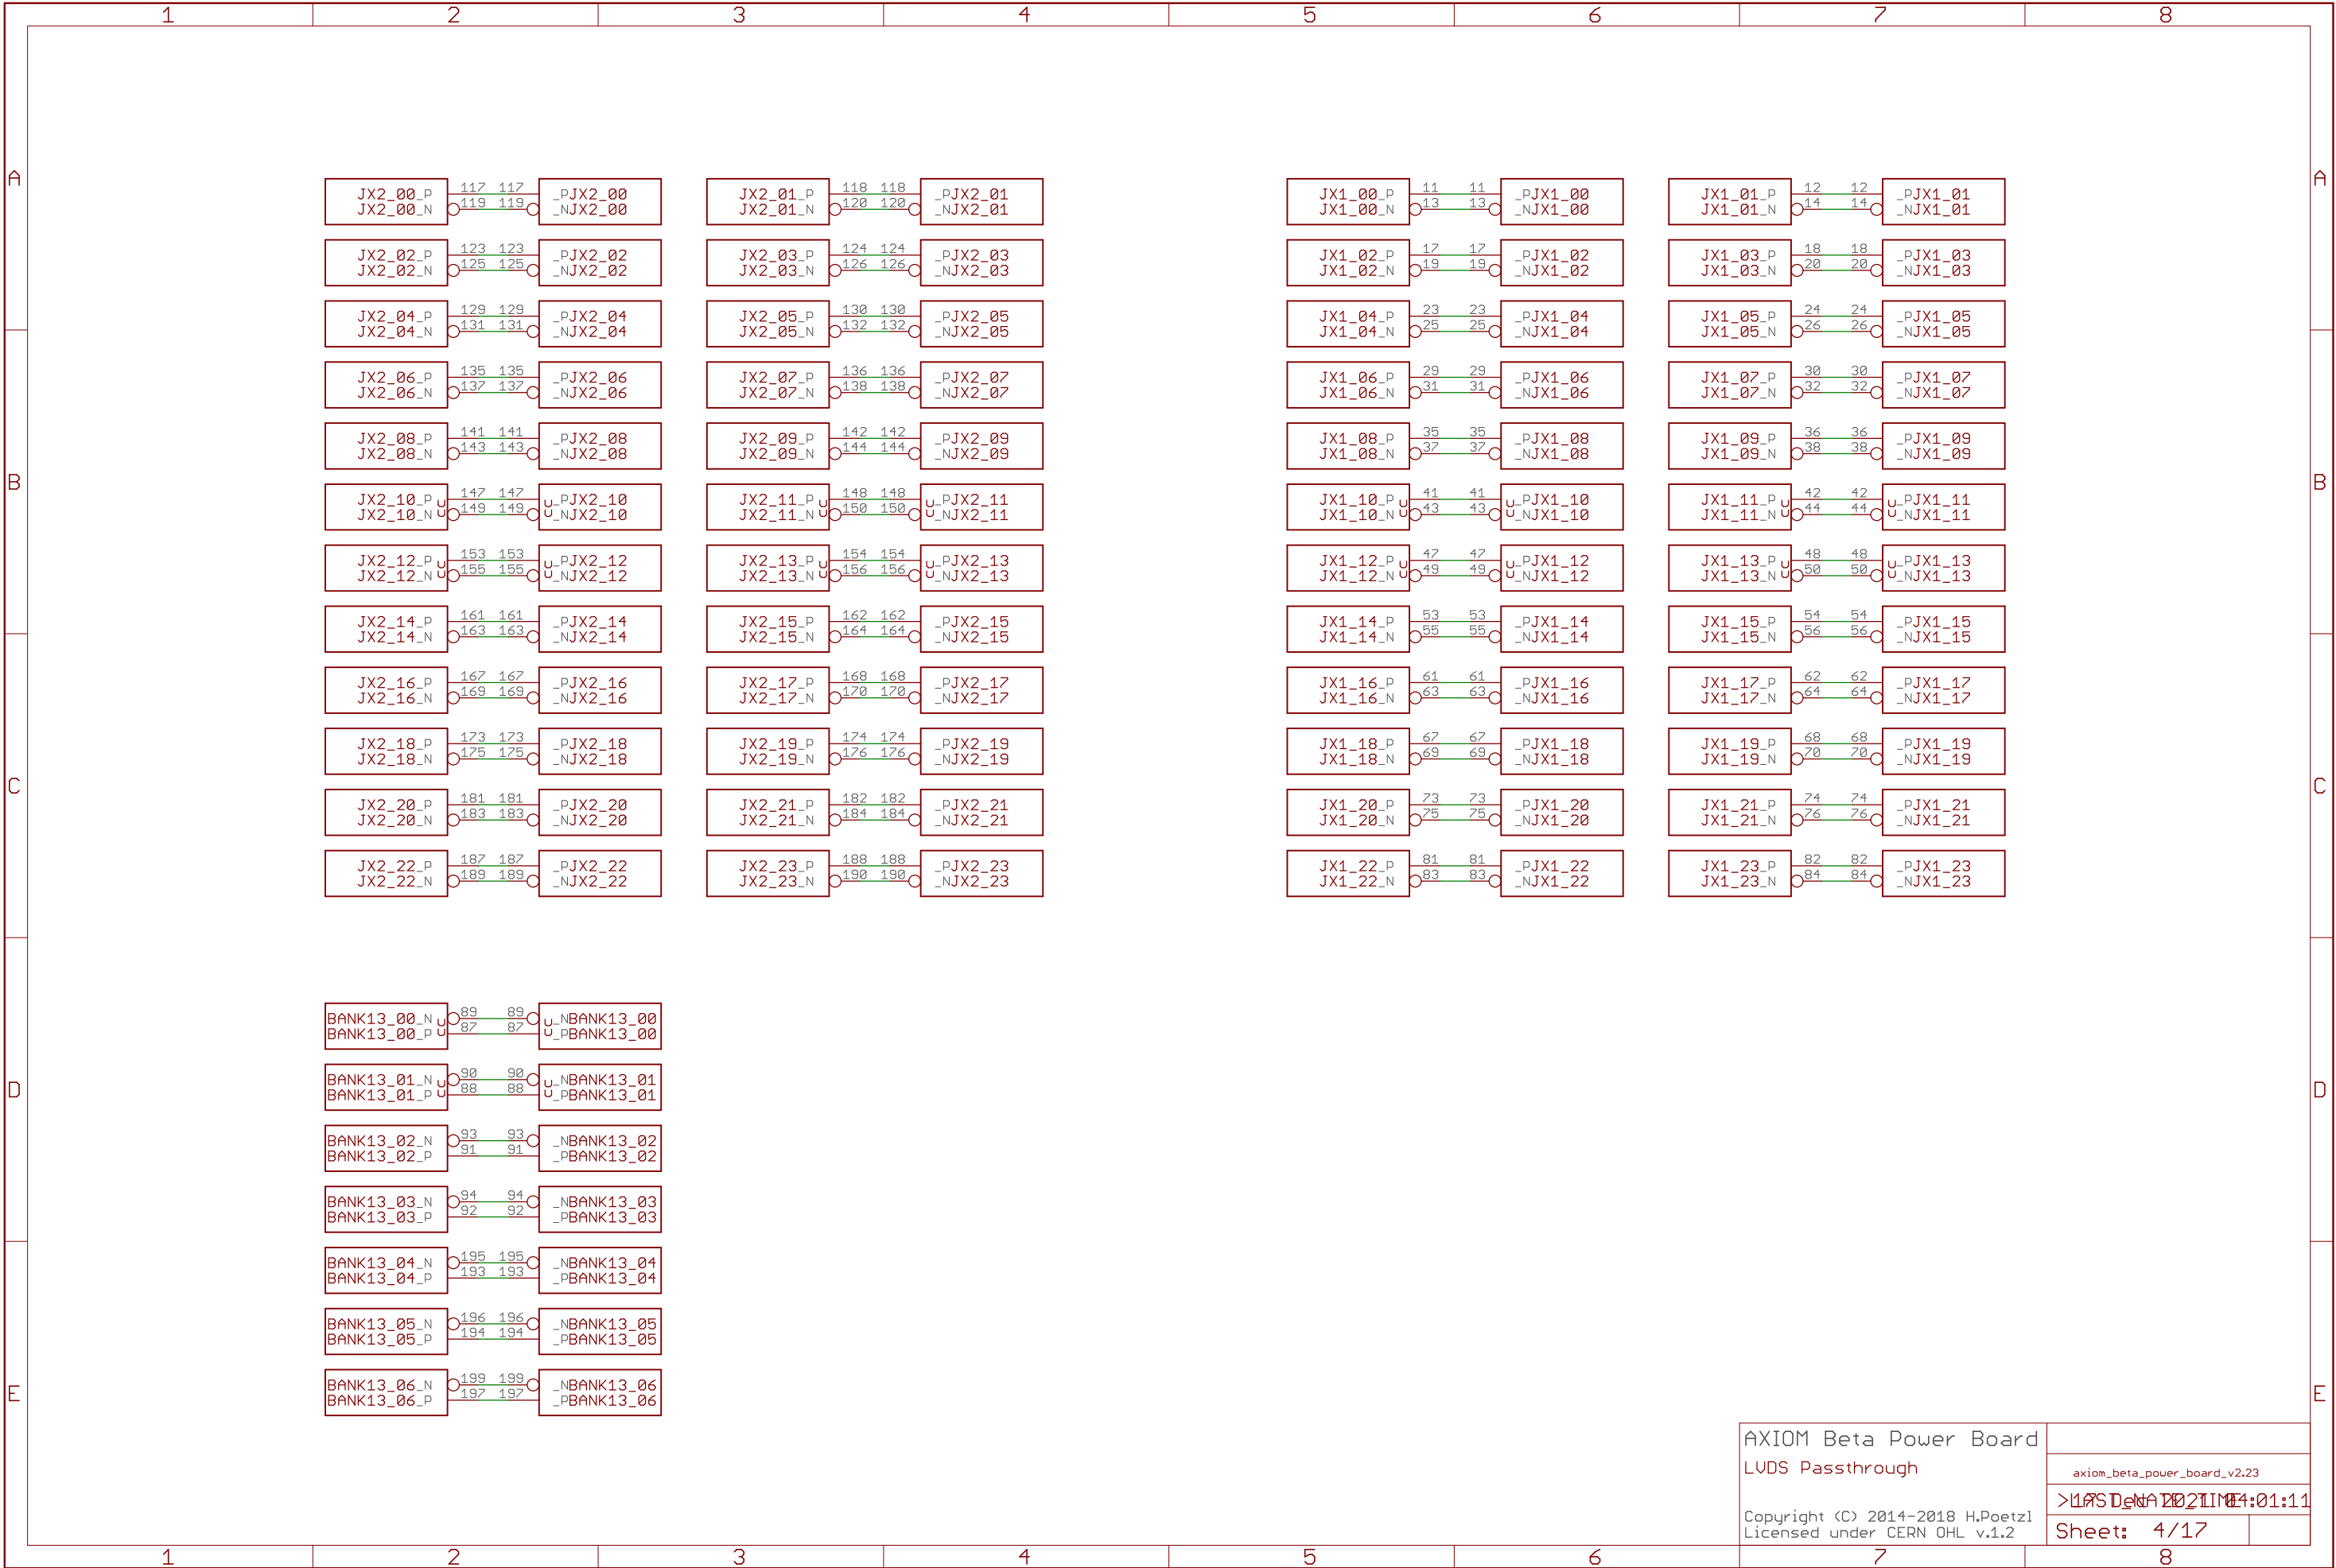 1 2 3 4 5 6 7 8
A A
JX2_00_P 117 117 _PJX2_00 JX2_01_P 118 118 _PJX2_01 JX1_00_P 11 11 _PJX1_00 JX1_01_P 12 12 _PJX1_01
JX2_00_N 119 119 _NJX2_00 JX2_01_N 120 120 _NJX2_01 JX1_00_N 13 13 _NJX1_00 JX1_01_N 14 14 _NJX1_01
JX2_02_P 123 123 _PJX2_02 JX2_03_P 124 124 _PJX2_03 JX1_02_P 17 17 _PJX1_02 JX1_03_P 18 18 _PJX1_03
JX2_02_N 125 125 _NJX2_02 JX2_03_N 126 126 _NJX2_03 JX1_02_N 19 19 _NJX1_02 JX1_03_N 20 20 _NJX1_03
JX2_04_P 129 129 _PJX2_04 JX2_05_P 130 130 _PJX2_05 JX1_04_P 23 23 _PJX1_04 JX1_05_P 24 24 _PJX1_05
JX2_04_N 131 131 _NJX2_04 JX2_05_N 132 132 _NJX2_05 JX1_04_N 25 25 _NJX1_04 JX1_05_N 26 26 _NJX1_05
JX2_06_P 135 135 _PJX2_06 JX2_07_P 136 136 _PJX2_07 JX1_06_P 29 29 _PJX1_06 JX1_07_P 30 30 _PJX1_07
JX2_06_N 137 137 _NJX2_06 JX2_07_N 138 138 _NJX2_07 JX1_06_N 31 31 _NJX1_06 JX1_07_N 32 32 _NJX1_07
JX2_08_P 141 141 _PJX2_08 JX2_09_P 142 142 _PJX2_09 JX1_08_P 35 35 _PJX1_08 JX1_09_P 36 36 _PJX1_09
JX2_08_N 143 143 _NJX2_08 JX2_09_N 144 144 _NJX2_09 JX1_08_N 37 37 _NJX1_08 JX1_09_N 38 38 _NJX1_09
B B
JX2_10_P U 147 147 U _PJX2_10 JX2_11_P U 148 148 U _PJX2_11 JX1_10_P U 41 41 U _PJX1_10 JX1_11_P U 42 42 U _PJX1_11
JX2_10_N U 149 149 U _NJX2_10 JX2_11_N U 150 150 U _NJX2_11 JX1_10_N U 43 43 U _NJX1_10 JX1_11_N U 44 44 U _NJX1_11
JX2_12_P U 153 153 U _PJX2_12 JX2_13_P U 154 154 U _PJX2_13 JX1_12_P U 47 47 U _PJX1_12 JX1_13_P U 48 48 U _PJX1_13
JX2_12_N U 155 155 U _NJX2_12 JX2_13_N U 156 156 U _NJX2_13 JX1_12_N U 49 49 U _NJX1_12 JX1_13_N U 50 50 U _NJX1_13
JX2_14_P 161 161 _PJX2_14 JX2_15_P 162 162 _PJX2_15 JX1_14_P 53 53 _PJX1_14 JX1_15_P 54 54 _PJX1_15
JX2_14_N 163 163 _NJX2_14 JX2_15_N 164 164 _NJX2_15 JX1_14_N 55 55 _NJX1_14 JX1_15_N 56 56 _NJX1_15
JX2_16_P 167 167 _PJX2_16 JX2_17_P 168 168 _PJX2_17 JX1_16_P 61 61 _PJX1_16 JX1_17_P 62 62 _PJX1_17
JX2_16_N 169 169 _NJX2_16 JX2_17_N 170 170 _NJX2_17 JX1_16_N 63 63 _NJX1_16 JX1_17_N 64 64 _NJX1_17
JX2_18_P 173 173 _PJX2_18 JX2_19_P 174 174 _PJX2_19 JX1_18_P 67 67 _PJX1_18 JX1_19_P 68 68 _PJX1_19
JX2_18_N 175 175 _NJX2_18 JX2_19_N 176 176 _NJX2_19 JX1_18_N 69 69 _NJX1_18 JX1_19_N 70 70 _NJX1_19
C C
JX2_20_P 181 181 _PJX2_20 JX2_21_P 182 182 _PJX2_21 JX1_20_P 73 73 _PJX1_20 JX1_21_P 74 74 _PJX1_21
JX2_20_N 183 183 _NJX2_20 JX2_21_N 184 184 _NJX2_21 JX1_20_N 75 75 _NJX1_20 JX1_21_N 76 76 _NJX1_21
JX2_22_P 187 187 _PJX2_22 JX2_23_P 188 188 _PJX2_23 JX1_22_P 81 81 _PJX1_22 JX1_23_P 82 82 _PJX1_23
JX2_22_N 189 189 _NJX2_22 JX2_23_N 190 190 _NJX2_23 JX1_22_N 83 83 _NJX1_22 JX1_23_N 84 84 _NJX1_23
BANK13_00_N U 89 89 U _NBANK13_00
BANK13_00_P U 87 87 U _PBANK13_00
BANK13_01_N U 90 90 U _NBANK13_01
D D
BANK13_01_P U 88 88 U _PBANK13_01
BANK13_02_N 93 93 _NBANK13_02
BANK13_02_P 91 91 _PBANK13_02
BANK13_03_N 94 94 _NBANK13_03
BANK13_03_P 92 92 _PBANK13_03
BANK13_04_N 195 195 _NBANK13_04
BANK13_04_P 193 193 _PBANK13_04
BANK13_05_N 196 196 _NBANK13_05
BANK13_05_P 194 194 _PBANK13_05
BANK13_06_N 199 199 _NBANK13_06
E E
BANK13_06_P 197 197 _PBANK13_06
AXIOM Beta Power Board
LVDS Passthrough
axiom_beta_power_board_v2.23
Copyright (C) 2014-2018 H.Poetzl
Licensed under CERN OHL v.1.2
Sheet: 4/17
1 2 3 4 5 6 7 8